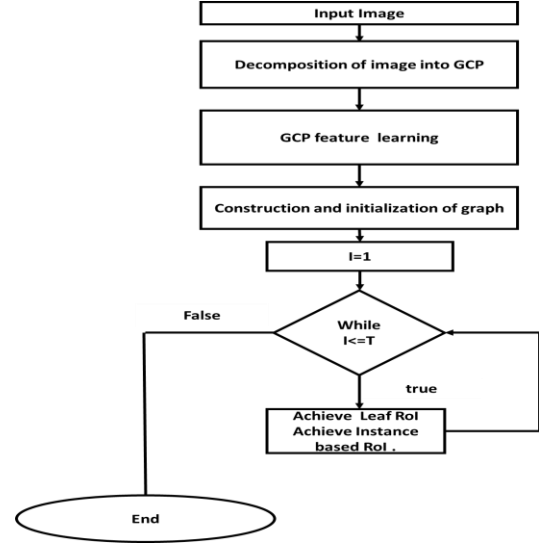 Input Image
Decomposition of image into GCP
GCP feature learning
Construction and initialization of graph
I=1
False
While
I<=T
true
Achieve Leaf RoI
Achieve Instance
based RoI .
End